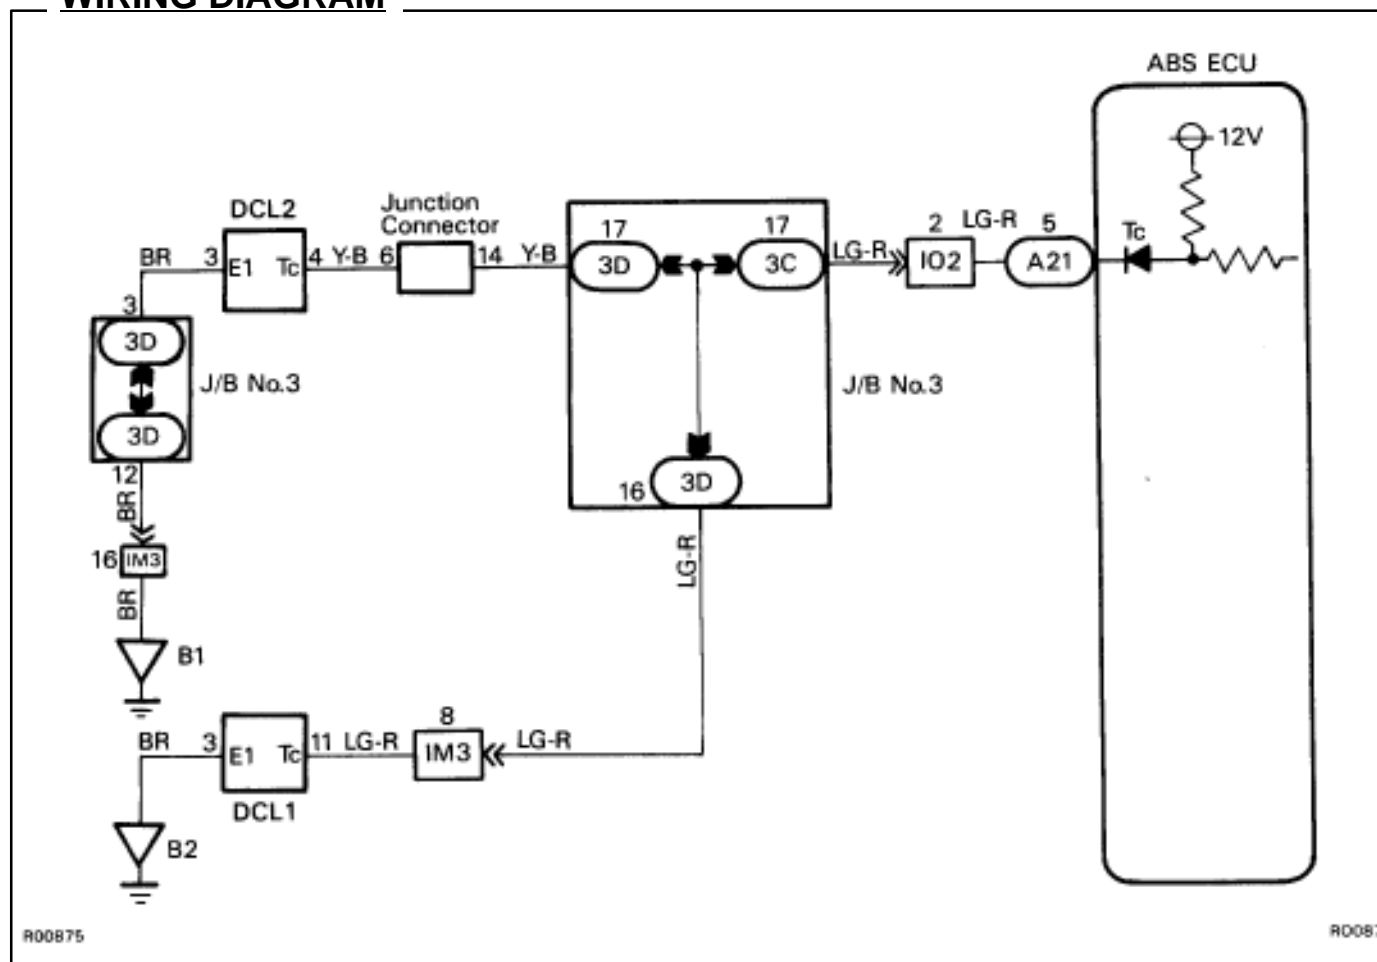 WIRING DIAGRAM
ABS ECU
12V
DCL2
Junction
Connector
17
17
2
LG-R
5
Tc
BR
3
E1
Tc
4
Y-B
6
14
Y-B
3D
3C
LG-R
IO2
A21
3
3D
J/B No.3
J/B No.3
3D
12
16
3D
BR
16
IM3
LG-R
BR
B1
8
BR
3
E1
Tc
11
LG-R
IM3
LG-R
DCL1
B2
R00875